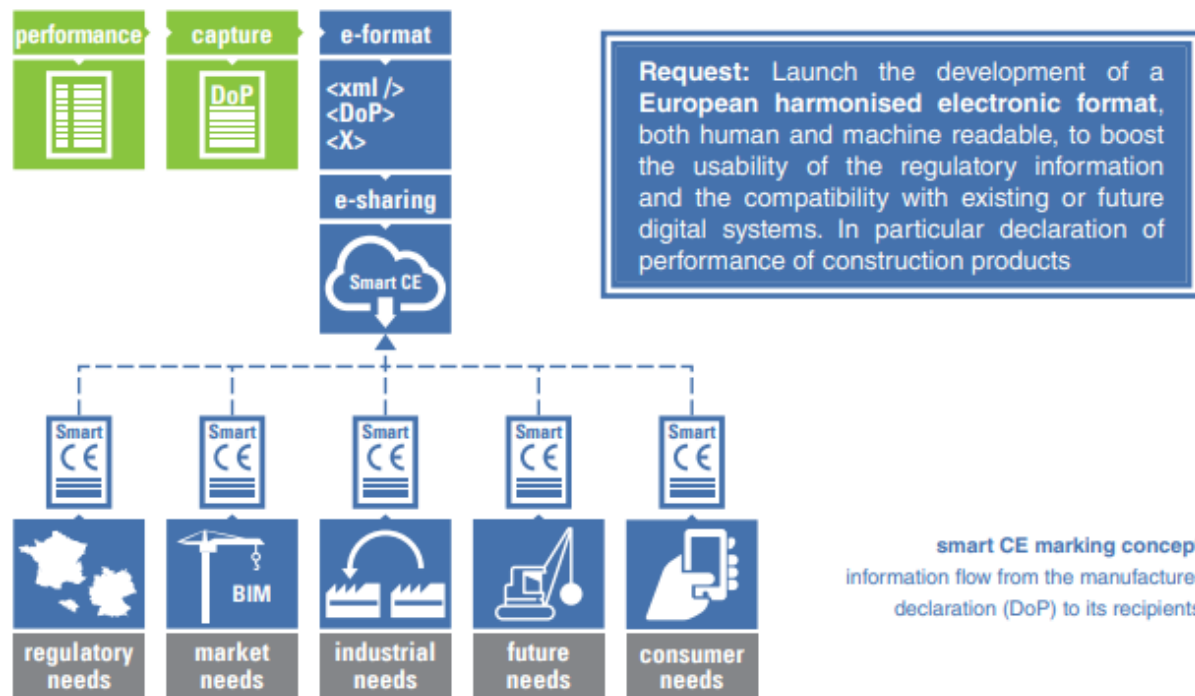 performance
capture
e-format
DoP
<xml />
<DoP>
<X>
e-sharing
Smart CE
Request: Launch the development of a
European harmonised electronic format,
both human and machine readable, to boost
the usability of the regulatory information
and the compatibility with existing or future
digital systems. In particular declaration of
performance of construction products
Smart
CE
Smart
CE
Smart
CE
Smart
CE
Smart
CE
BIM
regulatory
needs
market
needs
industrial
needs
future
needs
consumer
needs
smart CE marking concep
information flow from the manufacture
declaration (DoP) to its recipients